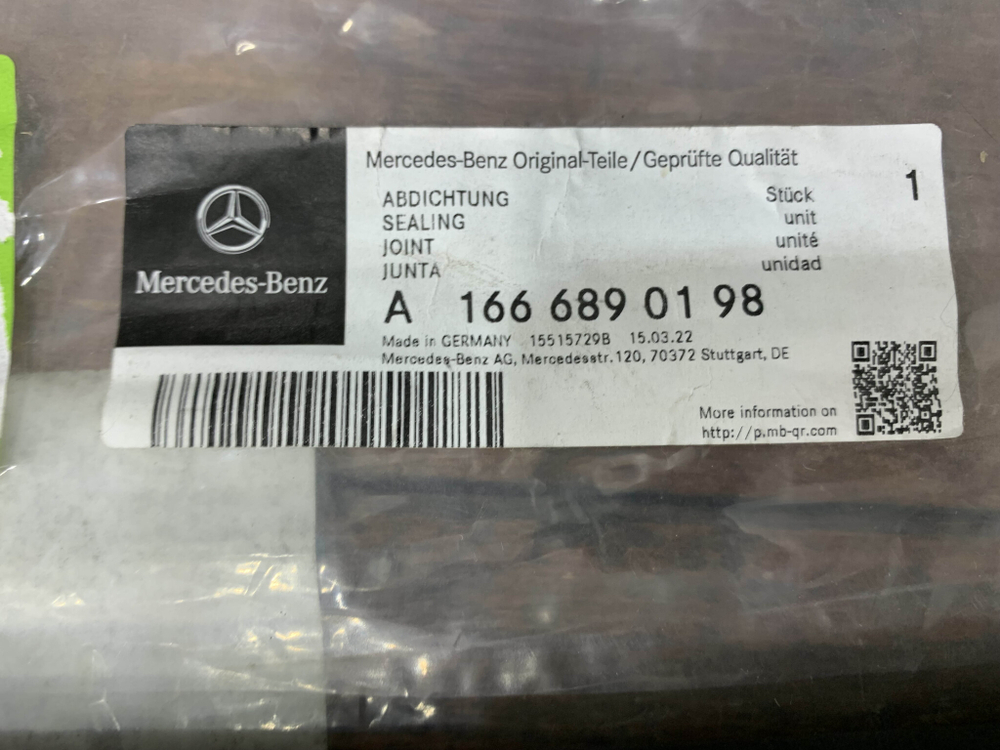 Mercedes-Benz
Mercedes-Benz Original-Teile/Geprüfte Qualität
ABDICHTUNG Stück 1
SEALING unit
JOINT unité
JUNTA unidad
A 166 689 01 98
Made in GERMANY 15515729B 15.03.22
Mercedes-Benz AG, Mercedesstr.120, 70372 Stuttgart, DE
More information on
http://p.mb-qr.com